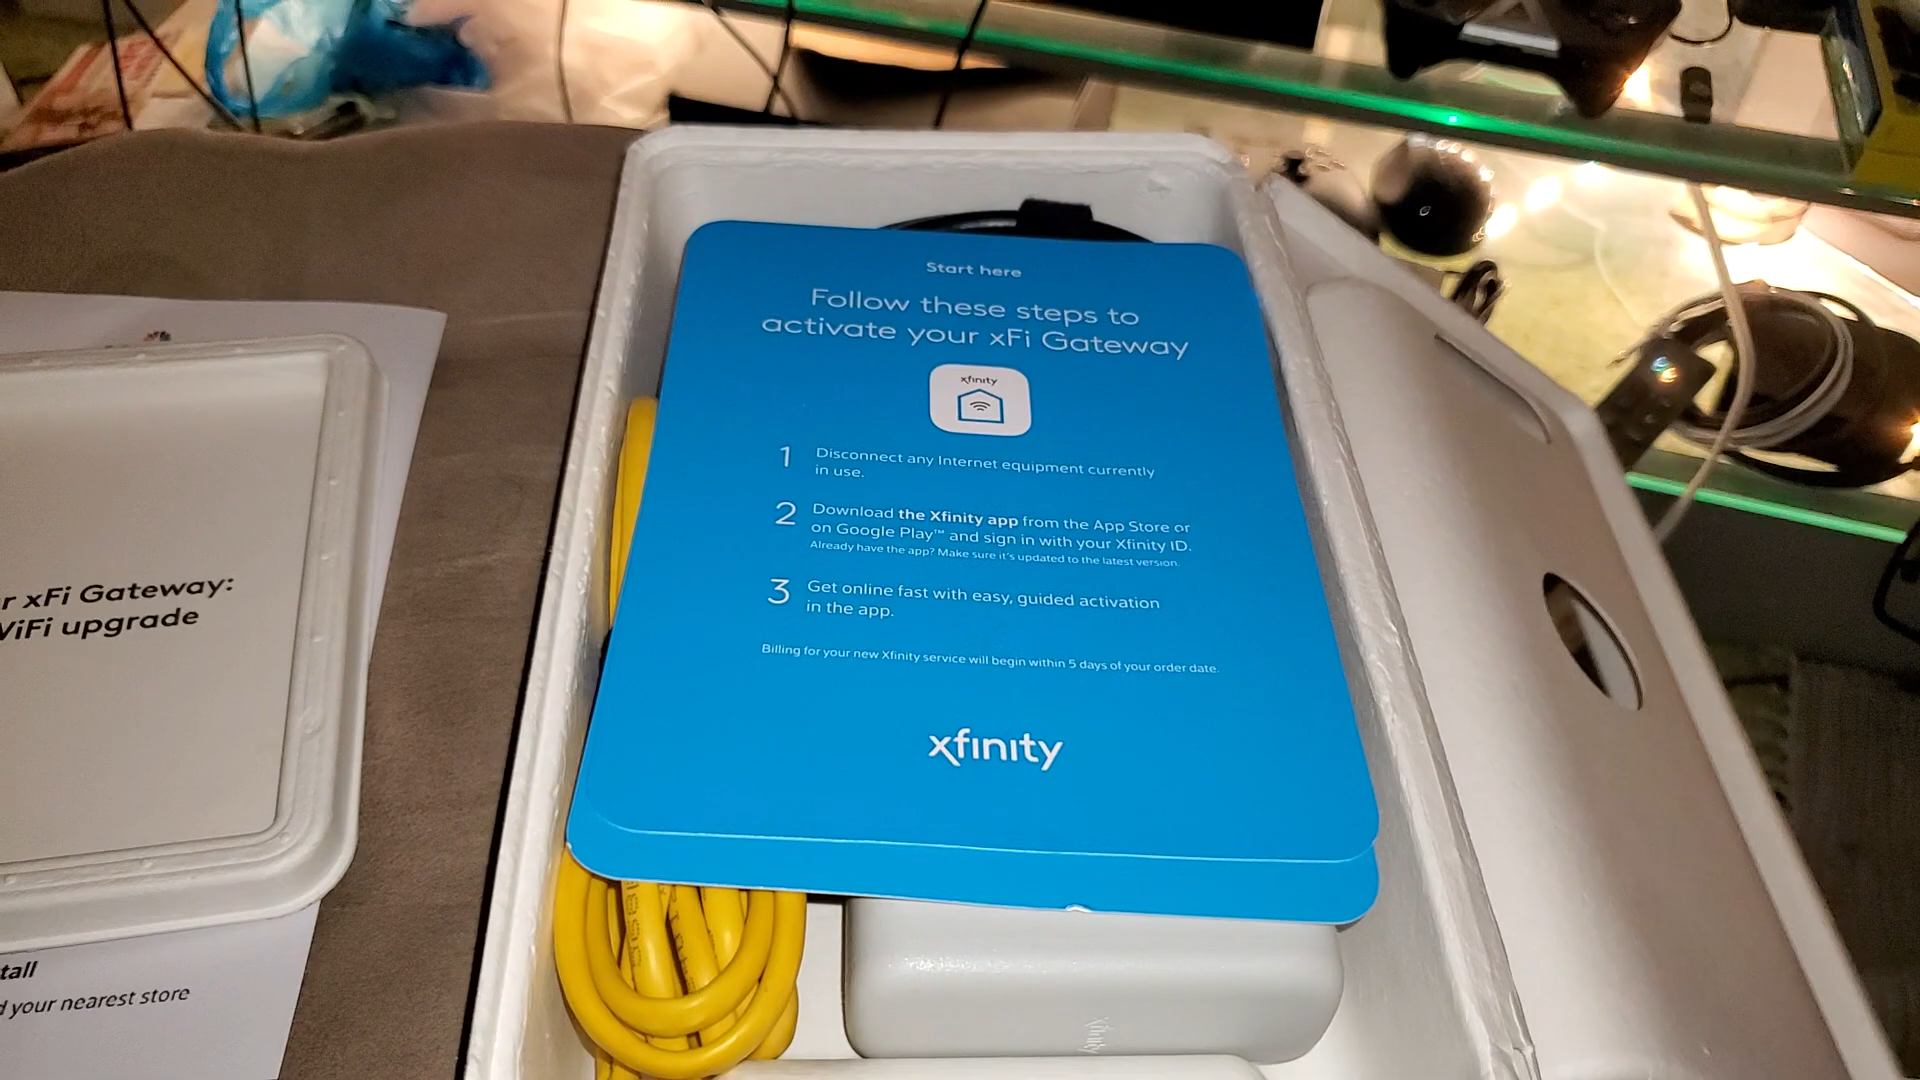 Start here
Follow these steps to
activate your xFi Gateway
xfinity
1 Disconnect any Internet equipment currently
in use.
2 Download the Xfinity app from the App Store or
on Google Play™ and sign in with your Xfinity ID.
Already have the app? Make sure it's updated to the latest version.
3 Get online fast with easy, guided activation
in the app.
Billing for your new Xfinity service will begin within 5 days of your order date.
xfinity
xfinity
r xFi Gateway:
WiFi upgrade
tall
d your nearest store